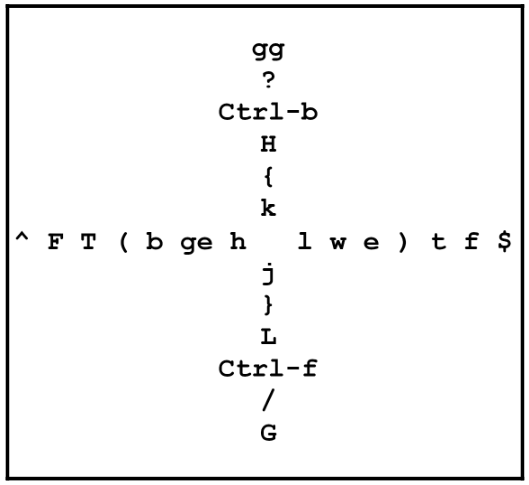 gg
?
Ctrl-b
H
{
k
^ F T ( b ge h l w e ) t f $
j
}
L
Ctrl-f
/
G